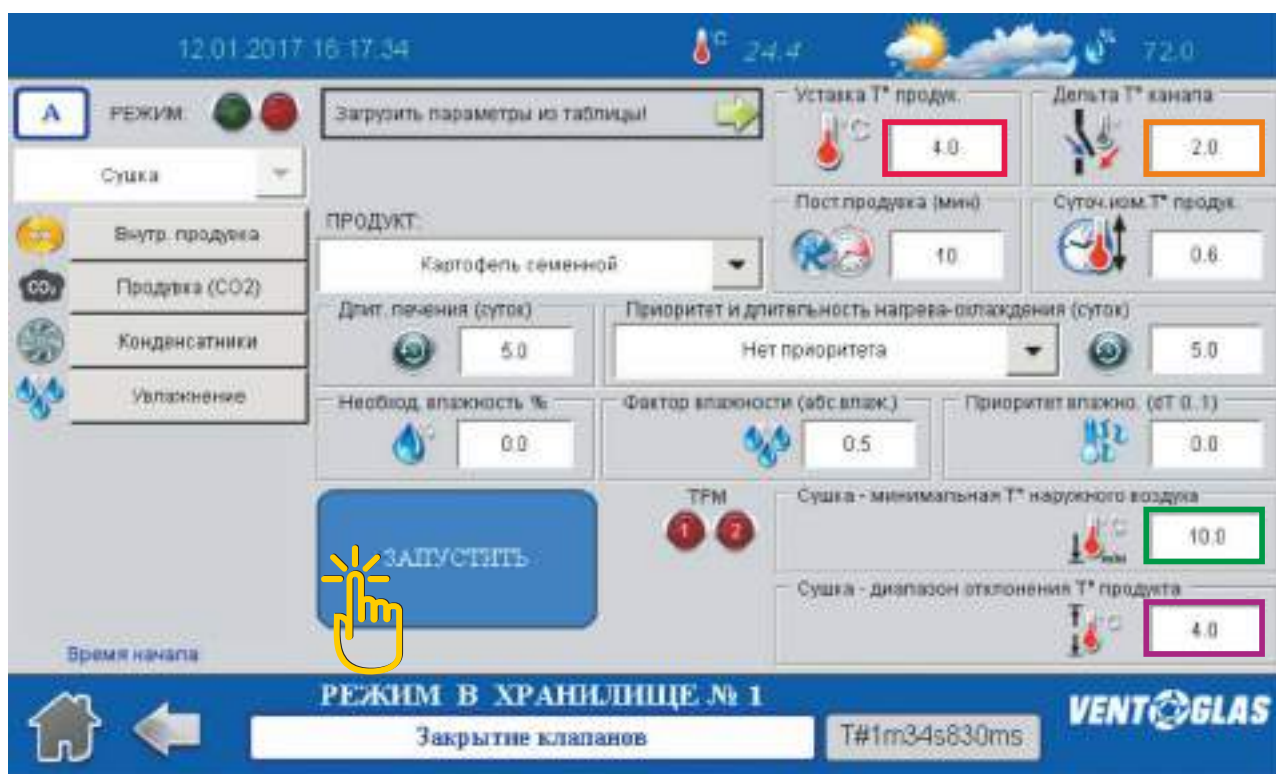 12.01.2017 16:17:34
°C 24.4
% 72.0
A РЕЖИМ:
Загрузить параметры из таблицы!
Уставка T° продук.
°C 4.0
Дельта T° канала
2.0
Сушка
Внутр. продувка
CO₂ Продувка (CO2)
Конденсатники
Увлажнение
ПРОДУКТ:
Картофель семенной
Пост.продувка (мин)
10
Суточ.изм.T° продук.
0.6
Длит. лечения (суток)
5.0
Приоритет и длительность нагрева-охлаждения (суток)
Нет приоритета
5.0
Необход. влажность %
0.0
Фактор влажности (абс.влаж.)
0.5
Приоритет влажно. (dT 0..1)
0.0
ЗАПУСТИТЬ
TPM
1 2
Сушка - минимальная T° наружного воздуха
°C min
10.0
Сушка - диапазон отклонения T° продукта
°C
4.0
Время начала
РЕЖИМ В ХРАНИЛИЩЕ № 1
Закрытие клапанов
T#1m34s830ms
VENTOGLAS